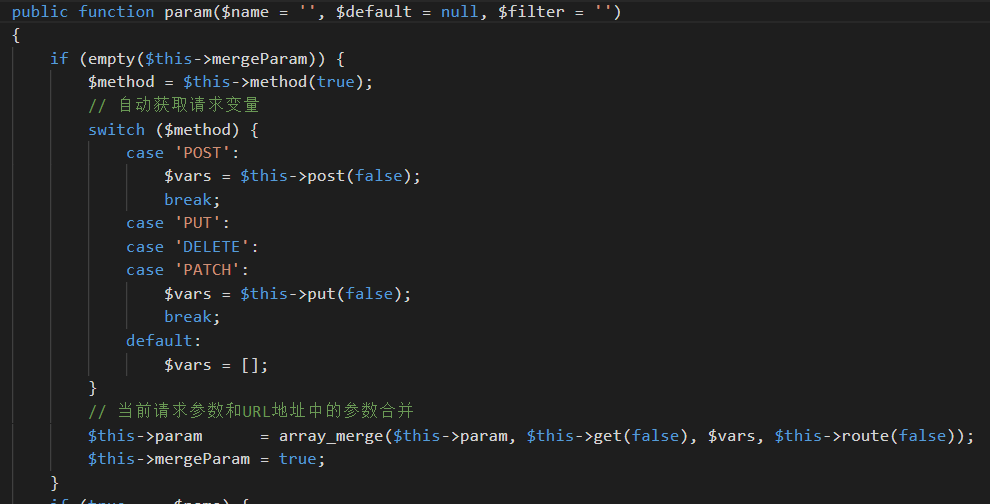 public function param($name = '', $default = null, $filter = '')
{
    if (empty($this->mergeParam)) {
        $method = $this->method(true);
        // 自动获取请求变量
        switch ($method) {
            case 'POST':
                $vars = $this->post(false);
                break;
            case 'PUT':
            case 'DELETE':
            case 'PATCH':
                $vars = $this->put(false);
                break;
            default:
                $vars = [];
        }
        // 当前请求参数和URL地址中的参数合并
        $this->param      = array_merge($this->param, $this->get(false), $vars, $this->route(false));
        $this->mergeParam = true;
    }